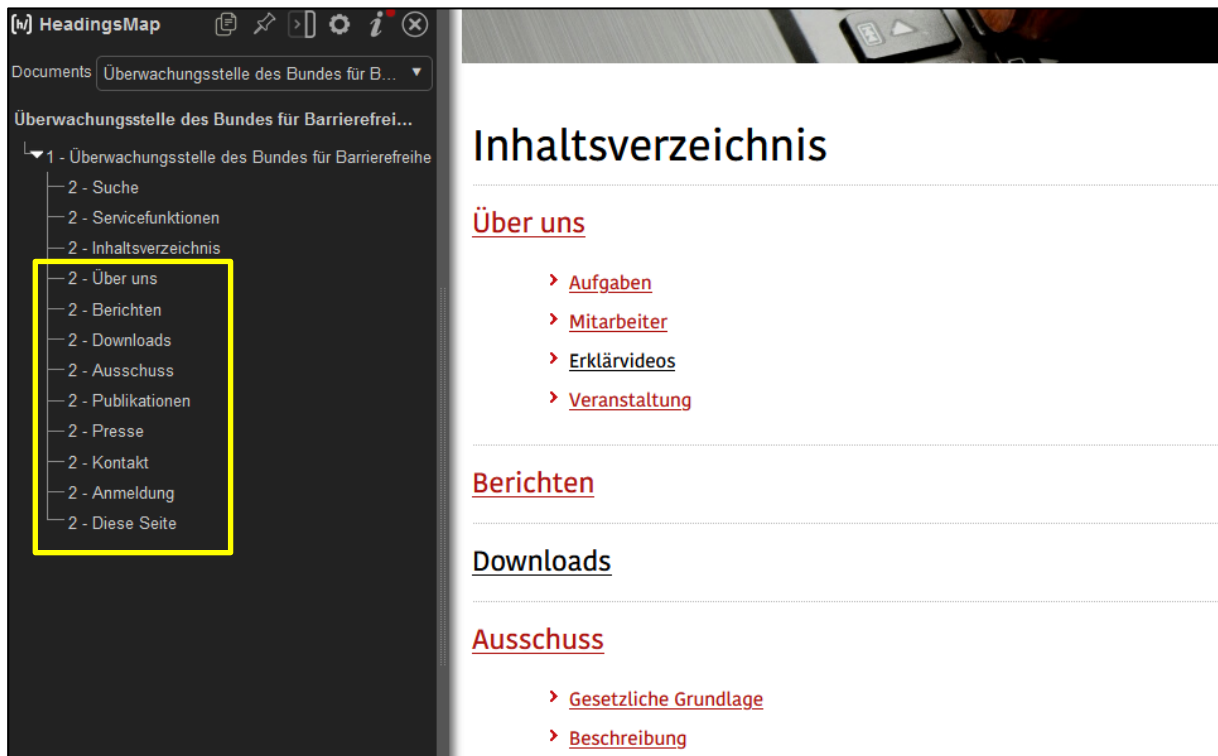 HeadingsMap
Documents Überwachungsstelle des Bundes für B...
Überwachungsstelle des Bundes für Barrierefrei...
1 - Überwachungsstelle des Bundes für Barrierefreihe
2 - Suche
2 - Servicefunktionen
2 - Inhaltsverzeichnis
2 - Über uns
2 - Berichten
2 - Downloads
2 - Ausschuss
2 - Publikationen
2 - Presse
2 - Kontakt
2 - Anmeldung
2 - Diese Seite
Inhaltsverzeichnis
Über uns
Aufgaben
Mitarbeiter
Erklärvideos
Veranstaltung
Berichten
Downloads
Ausschuss
Gesetzliche Grundlage
Beschreibung